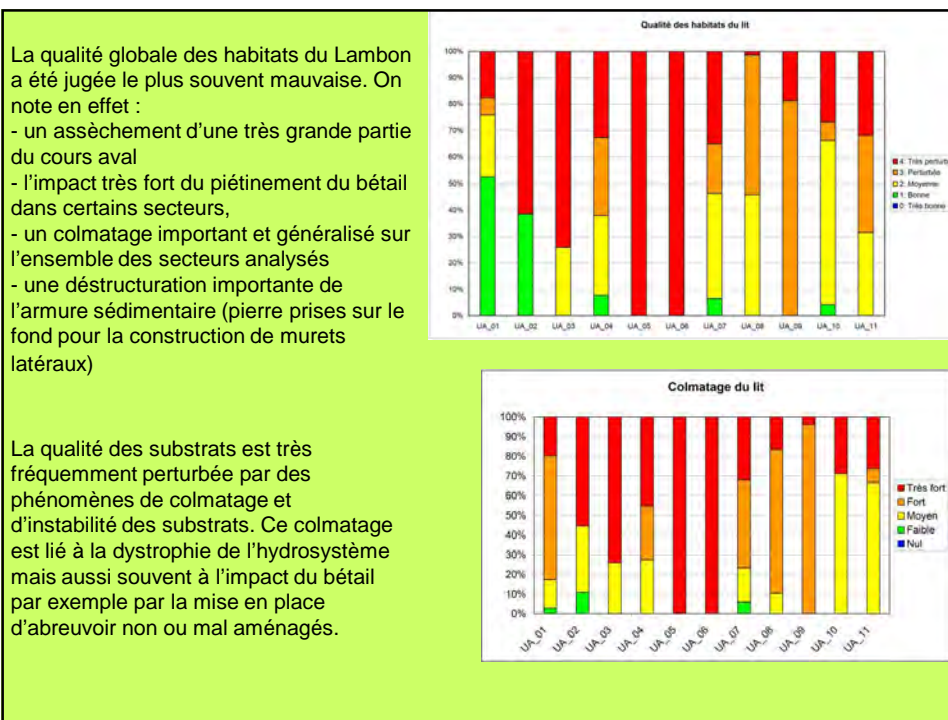 La qualité globale des habitats du Lambon
a été jugée le plus souvent mauvaise. On
note en effet :
- un assèchement d'une très grande partie
du cours aval
- l'impact très fort du piétinement du bétail
dans certains secteurs,
- un colmatage important et généralisé sur
l'ensemble des secteurs analysés
- une déstructuration importante de
l'armure sédimentaire (pierre prises sur le
fond pour la construction de murets
latéraux)
La qualité des substrats est très
fréquemment perturbée par des
phénomènes de colmatage et
d'instabilité des substrats. Ce colmatage
est lié à la dystrophie de l'hydrosystème
mais aussi souvent à l'impact du bétail
par exemple par la mise en place
d'abreuvoir non ou mal aménagés.
Qualité des habitats du lit
100%
90%
80%
70%
60%
50%
40%
30%
20%
10%
0%
UA_01 UA_02 UA_03 UA_04 UA_05 UA_06 UA_07 UA_08 UA_09 UA_10 UA_11
4: Très
3: Perturbée
2: Moyenne
1: Bonne
0: Très bonne
Colmatage du lit
100%
90%
80%
70%
60%
50%
40%
30%
20%
10%
0%
UA_01 UA_02 UA_03 UA_04 UA_05 UA_06 UA_07 UA_08 UA_09 UA_10 UA_11
Très fort
Fort
Moyen
Faible
Nul